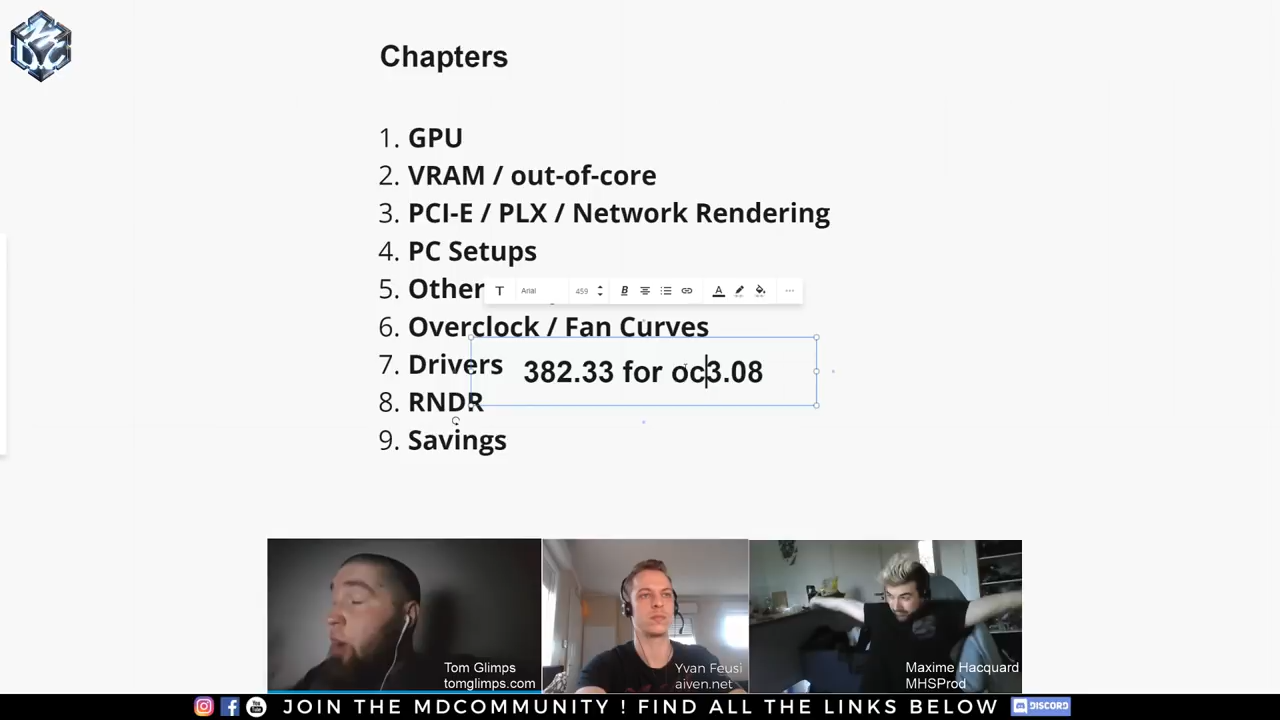 Chapters
1. GPU
2. VRAM / out-of-core
3. PCI-E / PLX / Network Rendering
4. PC Setups
5. Other
Arial 459 B A
6. Overclock / Fan Curves
7. Drivers
382.33 for oc3.08
8. RNDR
9. Savings
Tom Glimps
tomglimps.com
Yvan Feusi
aiven.net
Maxime Hacquard
MHSProd
JOIN THE MDCOMMUNITY ! FIND ALL THE LINKS BELOW DISCORD